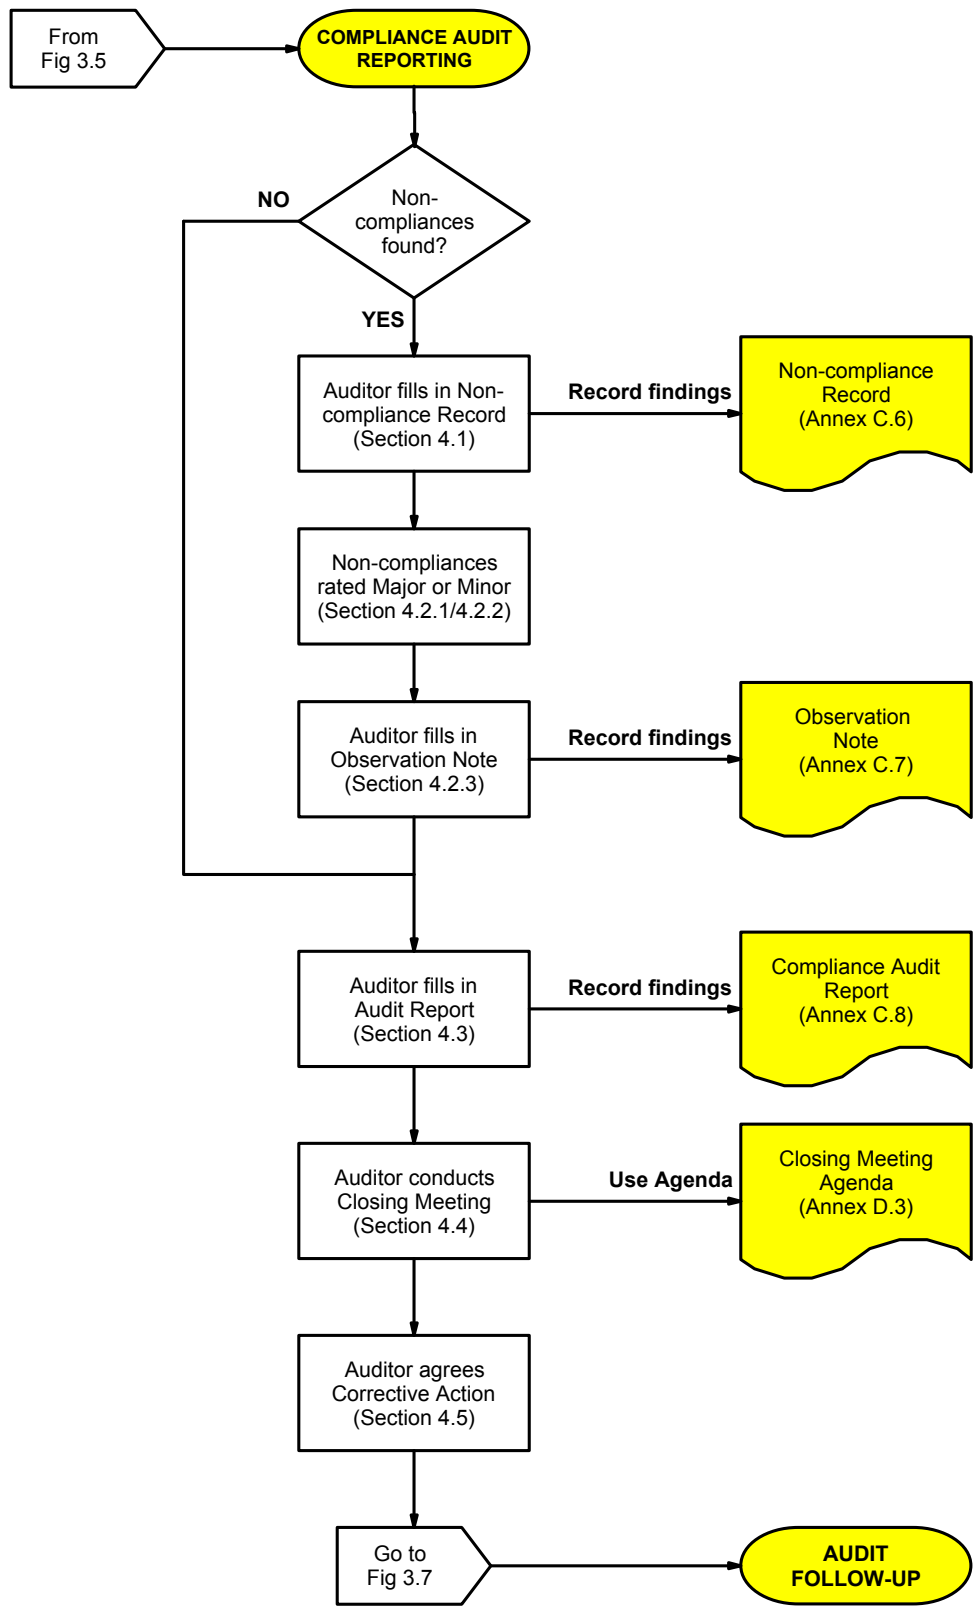 From
Fig 3.5
COMPLIANCE AUDIT
REPORTING
Non-
compliances
found?
NO
YES
Auditor fills in Non-
compliance Record
(Section 4.1)
Record findings
Non-compliance
Record
(Annex C.6)
Non-compliances
rated Major or Minor
(Section 4.2.1/4.2.2)
Auditor fills in
Observation Note
(Section 4.2.3)
Record findings
Observation
Note
(Annex C.7)
Auditor fills in
Audit Report
(Section 4.3)
Record findings
Compliance Audit
Report
(Annex C.8)
Auditor conducts
Closing Meeting
(Section 4.4)
Use Agenda
Closing Meeting
Agenda
(Annex D.3)
Auditor agrees
Corrective Action
(Section 4.5)
Go to
Fig 3.7
AUDIT
FOLLOW-UP